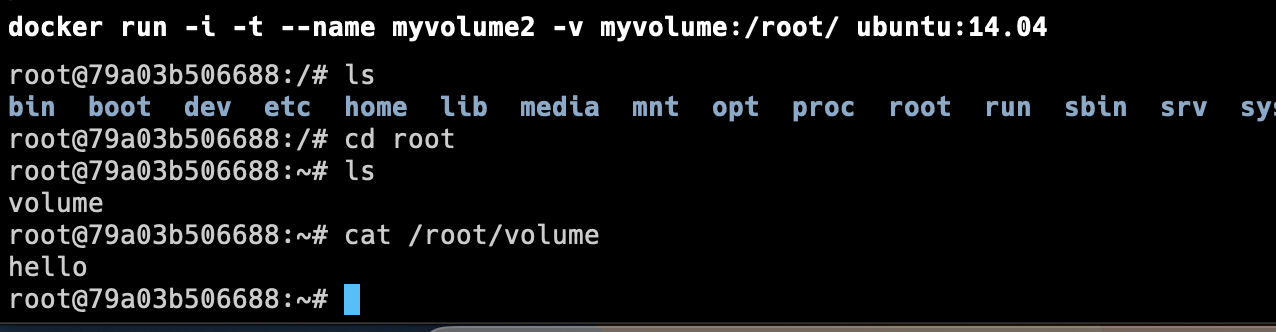 docker run -i -t --name myvolume2 -v myvolume:/root/ ubuntu:14.04
root@79a03b506688:/# ls
bin boot dev etc home lib media mnt opt proc root run sbin srv
root@79a03b506688:/# cd root
root@79a03b506688:~# ls
volume
root@79a03b506688:~# cat /root/volume
hello
root@79a03b506688:~#